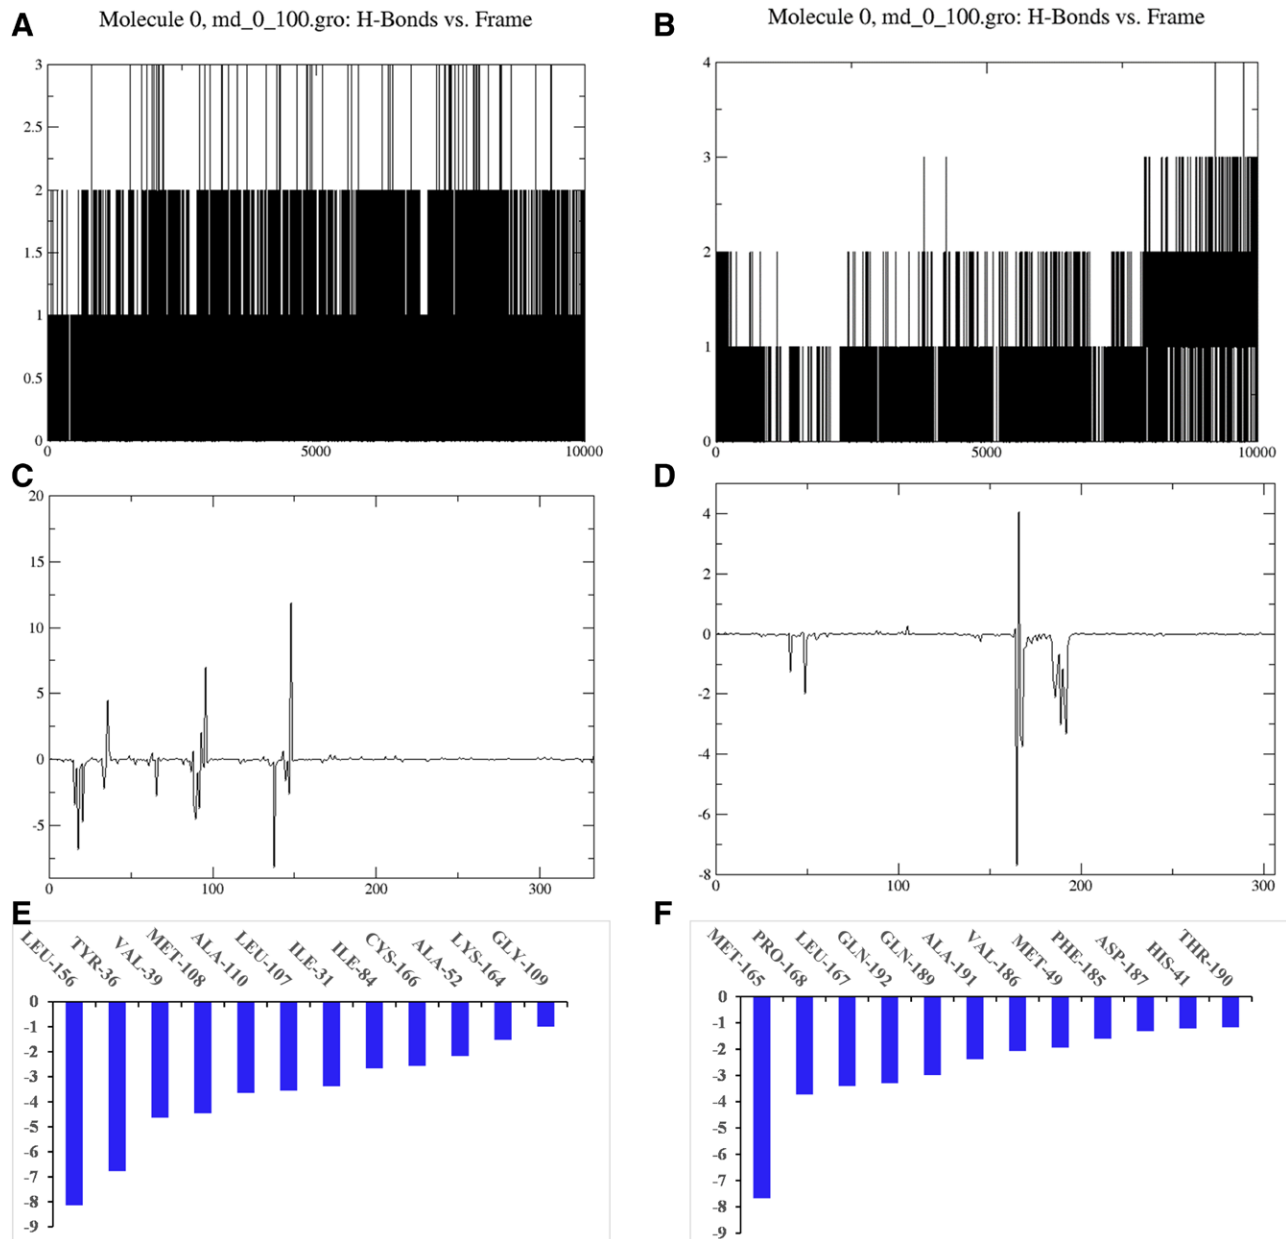 A
Molecule 0, md_0_100.gro: H-Bonds vs. Frame
3
2.5
2
1.5
1
0.5
0
0 5000 10000
B
Molecule 0, md_0_100.gro: H-Bonds vs. Frame
4
3
2
1
0
0 5000 10000
C
20
15
10
5
0
-5
0 100 200 300
D
4
2
0
-2
-4
-6
-8
0 100 200 300
E
LEU-156
TYR-36
VAL-39
MET-108
ALA-110
LEU-107
ILE-31
ILE-84
CYS-166
ALA-52
LYS-164
GLY-109
0
-1
-2
-3
-4
-5
-6
-7
-8
-9
F
MET-165
PRO-168
LEU-167
GLN-192
GLN-189
ALA-191
VAL-186
MET-49
PHE-185
ASP-187
HIS-41
THR-190
0
-1
-2
-3
-4
-5
-6
-7
-8
-9